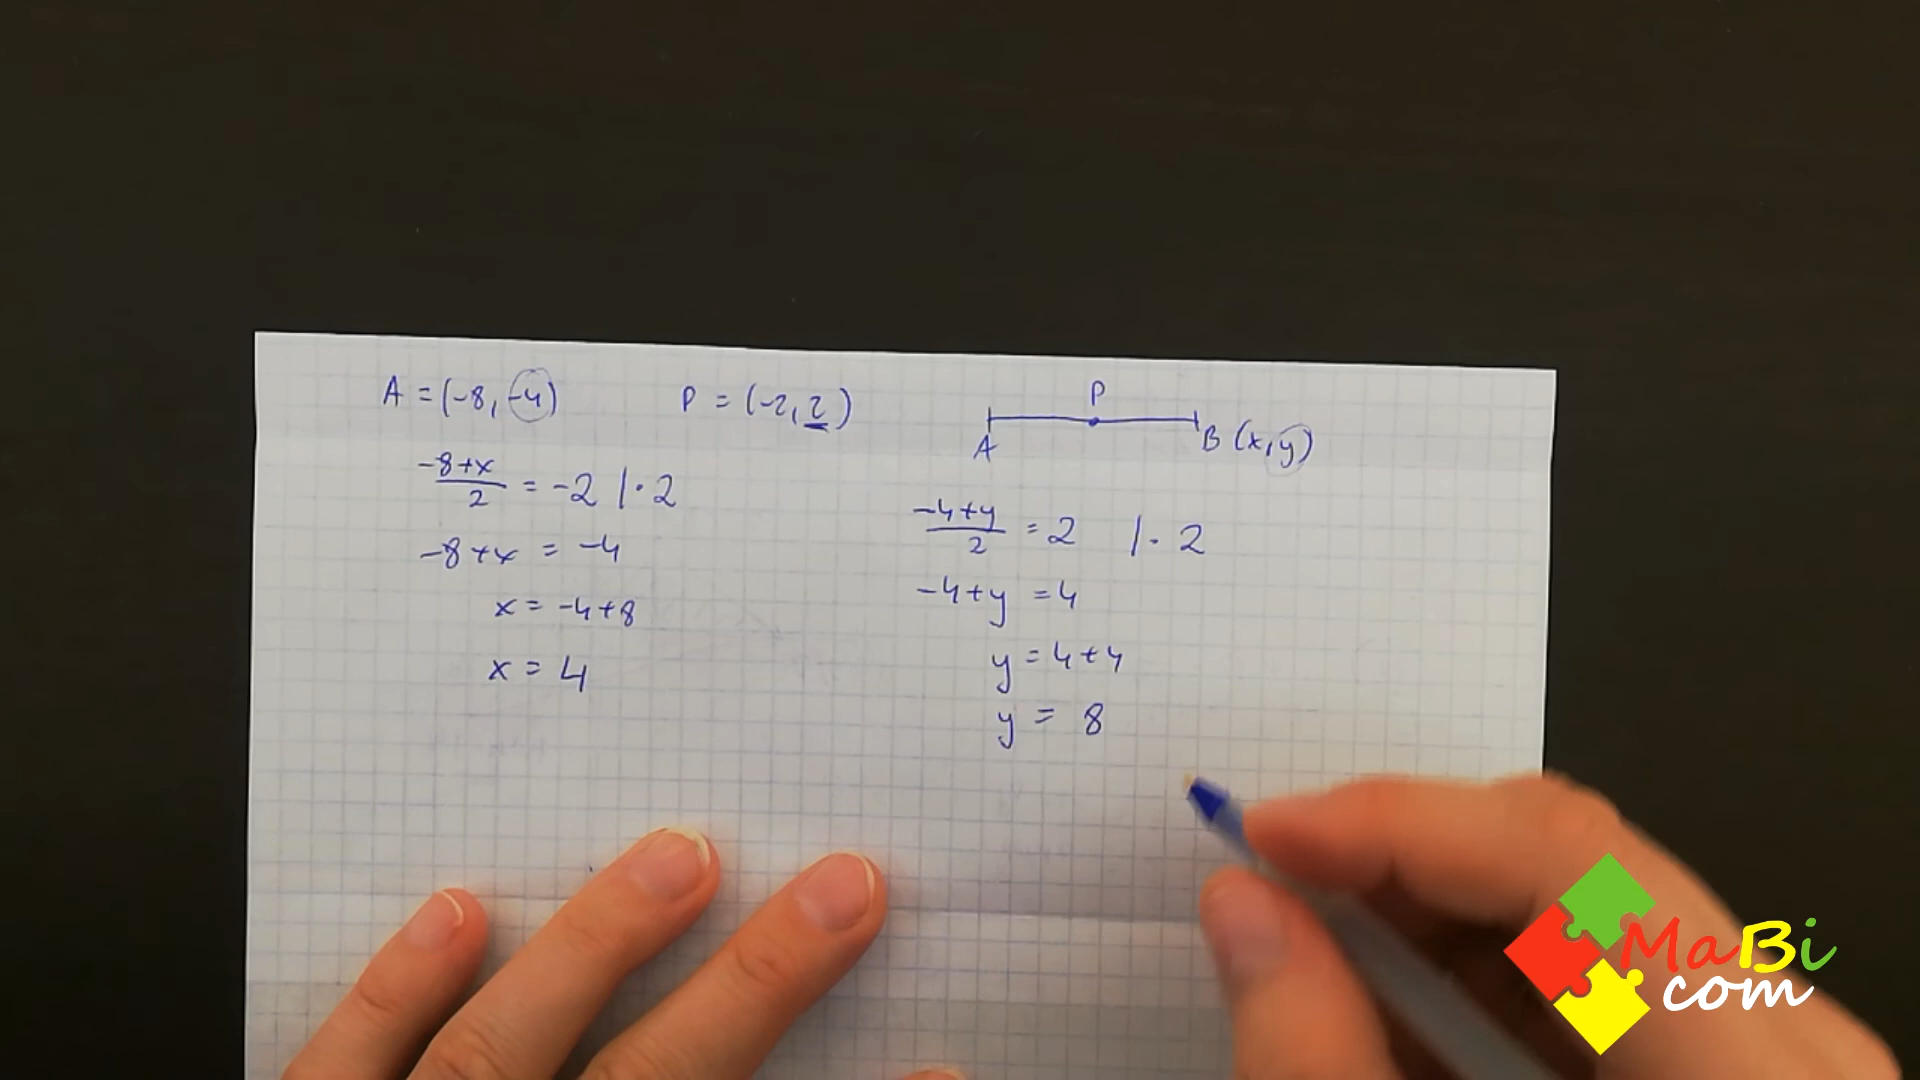 A = (-8, -4)
P = (-2, 2)
P
A
B (x, y)
-8+x
2
= -2 | · 2
-8+x = -4
x = -4+8
x = 4
-4+y
2
= 2 | · 2
-4+y = 4
y = 4+4
y = 8
MaBi
com